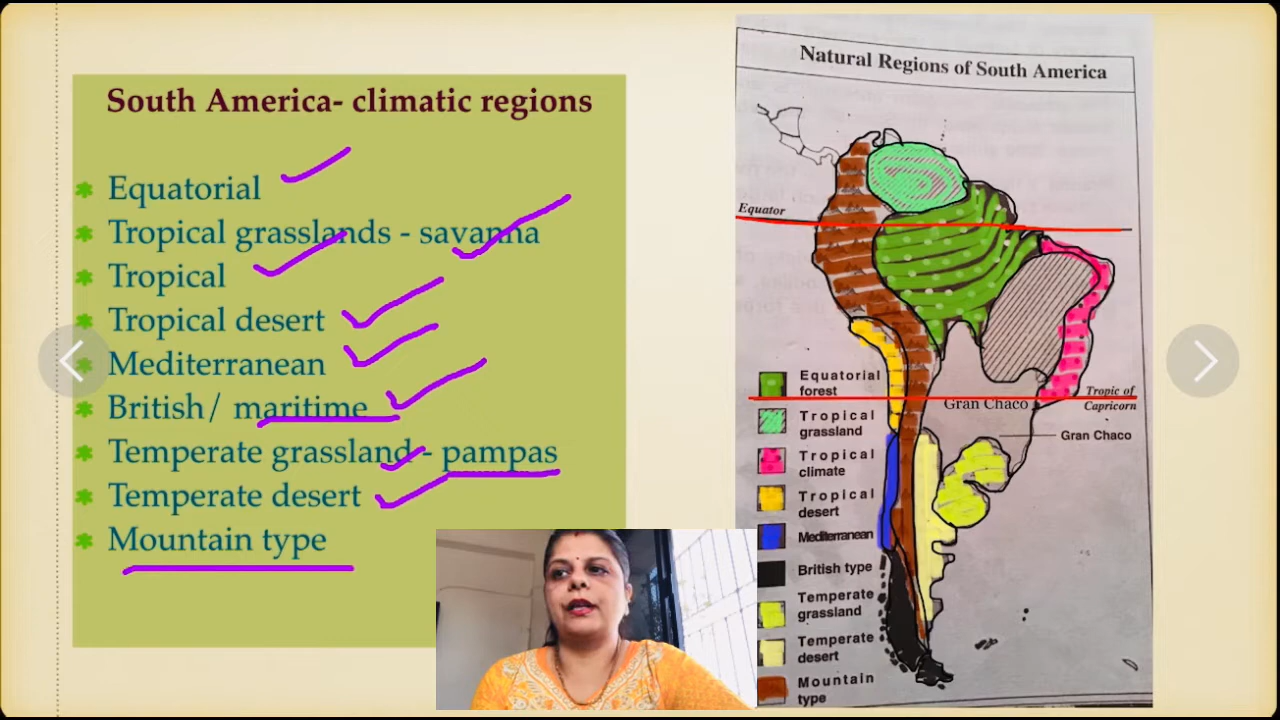 South America- climatic regions
Equatorial
Tropical grasslands - savanna
Tropical
Tropical desert
Mediterranean
British/ maritime
Temperate grassland - pampas
Temperate desert
Mountain type
Natural Regions of South America
Equator
Tropic of
Capricorn
Gran Chaco
Gran Chaco
Equatorial
forest
Tropical
grassland
Tropical
climate
Tropical
desert
Mediterranean
British type
Temperate
grassland
Temperate
desert
Mountain
type